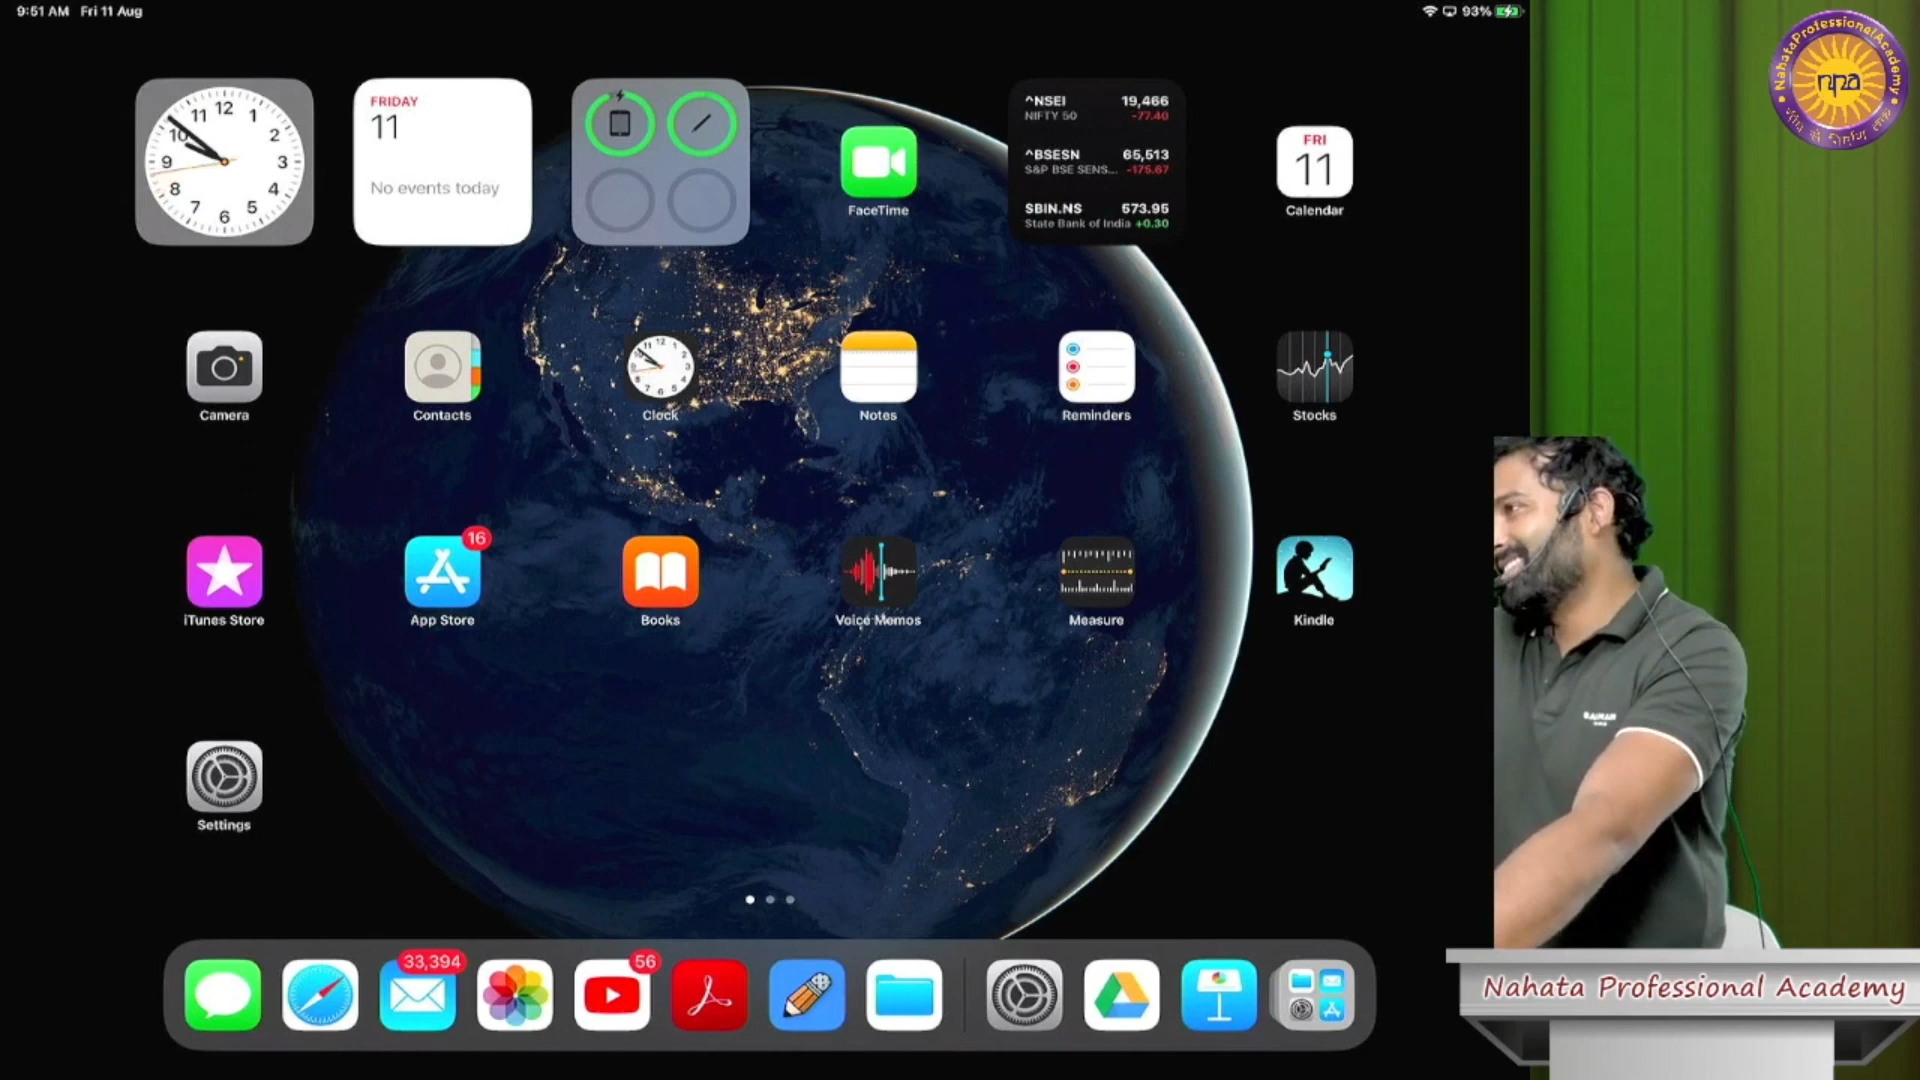 9:51 AM Fri 11 Aug
93%
NahataProfessionalAcademy
npa
12
1
2
3
4
5
6
7
8
9
10
11
FRIDAY
11
No events today
FaceTime
^NSEI 19,466
NIFTY 50 -77.40
^BSESN 65,513
S&P BSE SENS... -175.67
SBIN.NS 573.95
State Bank of India +0.30
FRI
11
Calendar
Camera
Contacts
Clock
Notes
Reminders
Stocks
iTunes Store
16
App Store
Books
Voice Memos
Measure
Kindle
Settings
33,394
56
Nahata Professional Academy